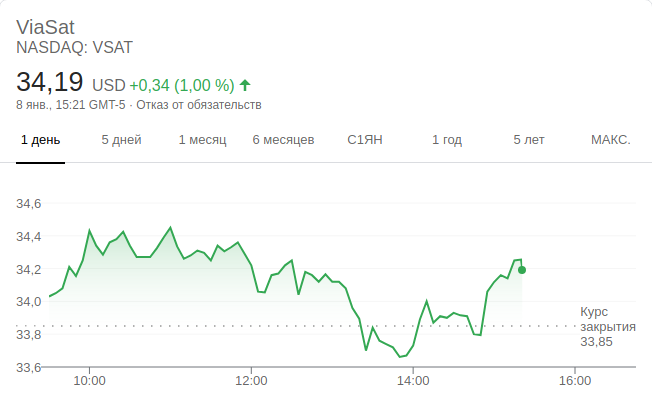 ViaSat
NASDAQ: VSAT
34,19 USD +0,34 (1,00 %)
8 янв., 15:21 GMT-5 · Отказ от обязательств
1 день 5 дней 1 месяц 6 месяцев С1ЯН 1 год 5 лет МАКС.
34,6
34,4
34,2
34,0
33,8
33,6
Курс
закрытия
33,85
10:00 12:00 14:00 16:00